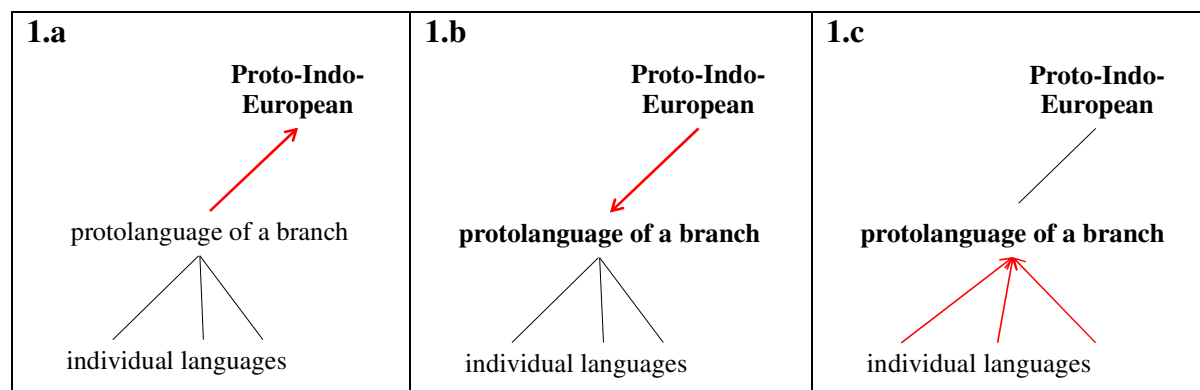 1.a
Proto-Indo-
European
protolanguage of a branch
individual languages
1.b
Proto-Indo-
European
protolanguage of a branch
individual languages
1.c
Proto-Indo-
European
protolanguage of a branch
individual languages